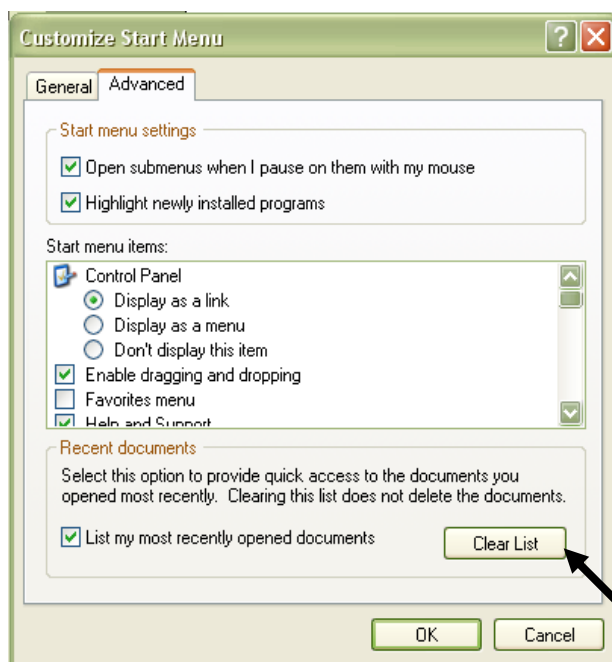 Customize Start Menu
General
Advanced
Start menu settings
Open submenus when I pause on them with my mouse
Highlight newly installed programs
Start menu items:
Control Panel
Display as a link
Display as a menu
Don't display this item
Enable dragging and dropping
Favorites menu
Help and Support
Recent documents
Select this option to provide quick access to the documents you
opened most recently.  Clearing this list does not delete the documents.
List my most recently opened documents
Clear List
OK
Cancel